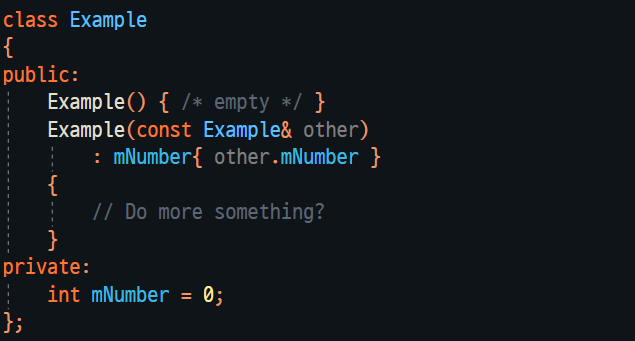 class Example
{
public:
    Example() { /* empty */ }
    Example(const Example& other)
        : mNumber{ other.mNumber }
    {
        // Do more something?
    }
private:
    int mNumber = 0;
};